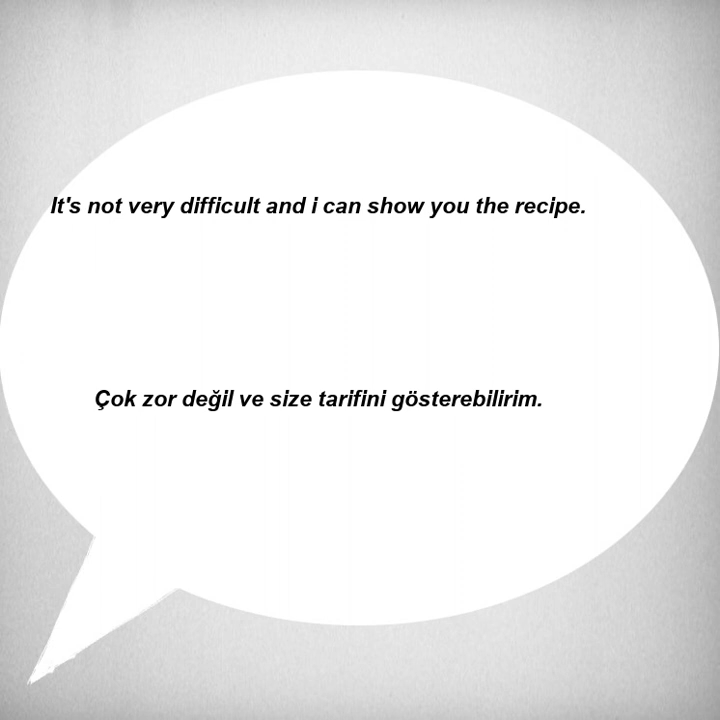 It's not very difficult and i can show you the recipe.
Çok zor değil ve size tarifini gösterebilirim.